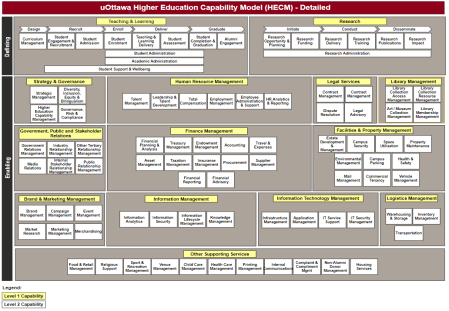 uOttawa Higher Education Capability Model (HECM) - Detailed
Defining
Teaching & Learning
Design
Recruit
Enroll
Deliver
Graduate
Curriculum
Management
Student
Engagement &
Recruitment
Student
Admission
Student
Enrollment
Teaching &
Learning
Delivery
Student
Assessment
Student
Completion &
Graduation
Alumni
Engagement
Student Administration
Academic Administration
Student Support & Wellbeing
Research
Initiate
Conduct
Disseminate
Research
Opportunity &
Planning
Research
Funding
Research
Delivery
Research
Training
Research
Publications
Research
Impact
Research Administration
Enabling
Strategy & Governance
Strategic
Management
Diversity,
Inclusion,
Equity &
Bilingualism
Higher
Education
Capability
Management
Governance,
Risk &
Compliance
Human Resource Management
Talent
Management
Leadership &
Talent
Development
Total
Compensation
Employment
Management
Employee
Administration
& Support
HR Analytics
& Reporting
Legal Services
Contract
Management
Contract
Management
Dispute
Resolution
Legal
Advisory
Library Management
Library
Collection
Access
Management
Library
Collection
Resource
Management
Art / Museum
Collection
Management
Library
Membership
Management
Government, Public and Stakeholder
Relations
Government
Relations
Management
Industry
Relationship
Management
Other Tertiary
Relationship
Management
Media
Relations
Internal
Stakeholder
Relationship
Management
Public
Relationship
Management
Finance Management
Financial
Planning &
Analysis
Treasury
Management
Endowment
Management
Accounting
Travel &
Expenses
Asset
Management
Taxation
Management
Insurance
Management
Procurement
Supplier
Management
Financial
Reporting
Financial
Advisory
Facilities & Property Management
Estate
Development
&
Management
Campus
Security
Space
Utilisation
Property
Maintenance
Environmental
Management
Campus
Parking
Health &
Safety
Mail
Management
Commercial
Tenancy
Vehicle
Management
Brand & Marketing Management
Brand
Management
Campaign
Management
Event
Management
Market
Research
Marketing
Management
Merchandising
Information Management
Information
Analytics
Information
Security
Information
Lifecycle
Management
Knowledge
Management
Information Technology Management
Infrastructure
Management
Application
Management
IT Service
Support
IT Security
Management
Logistics Management
Warehousing
& Storage
Inventory
Management
Transportation
Other Supporting Services
Food & Retail
Management
Religious
Support
Sport &
Recreation
Management
Venue
Management
Child Care
Management
Health Care
Management
Printing
Management
Internal
Communications
Complaint &
Compliment
Mgmt
Non-Alumni
Donor
Management
Housing
Services
Legend:
Level 1 Capability
Level 2 Capability